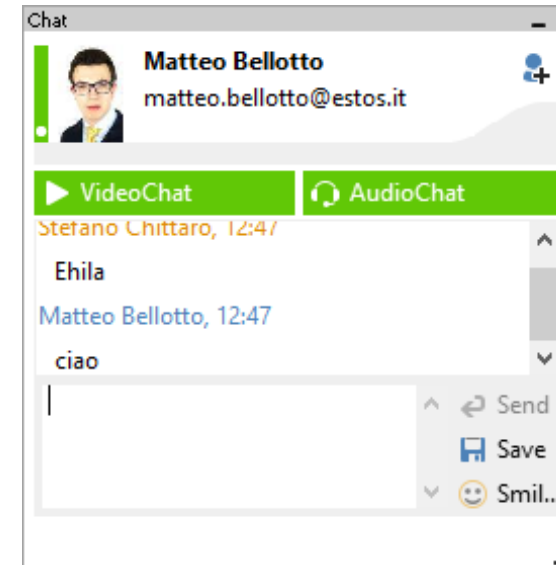 Chat
Matteo Bellotto
matteo.bellotto@estos.it
VideoChat
AudioChat
Stefano Chittaro, 12:47
Ehila
Matteo Bellotto, 12:47
ciao
Send
Save
Smil..